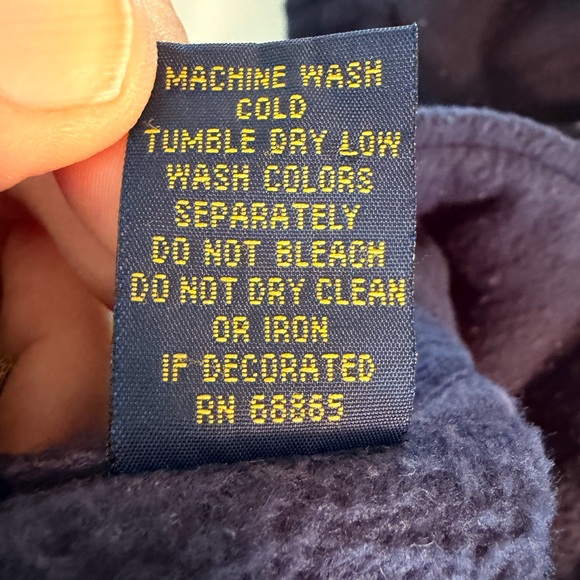 MACHINE WASH
COLD
TUMBLE DRY LOW
WASH COLORS
SEPARATELY
DO NOT BLEACH
DO NOT DRY CLEAN
OR IRON
IF DECORATED
RN 66865